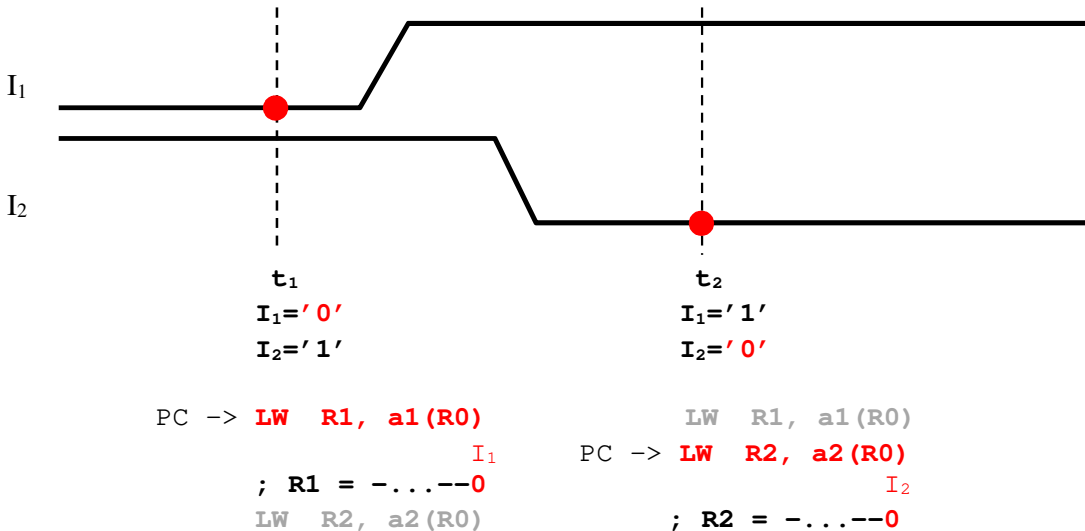 I₁
I₂
t₁
I₁=’0’
I₂=’1’
PC –> LW R1, a1(R0)
I₁
; R1 = –...––0
LW R2, a2(R0)
t₂
I₁=’1’
I₂=’0’
LW R1, a1(R0)
PC –> LW R2, a2(R0)
I₂
; R2 = –...––0